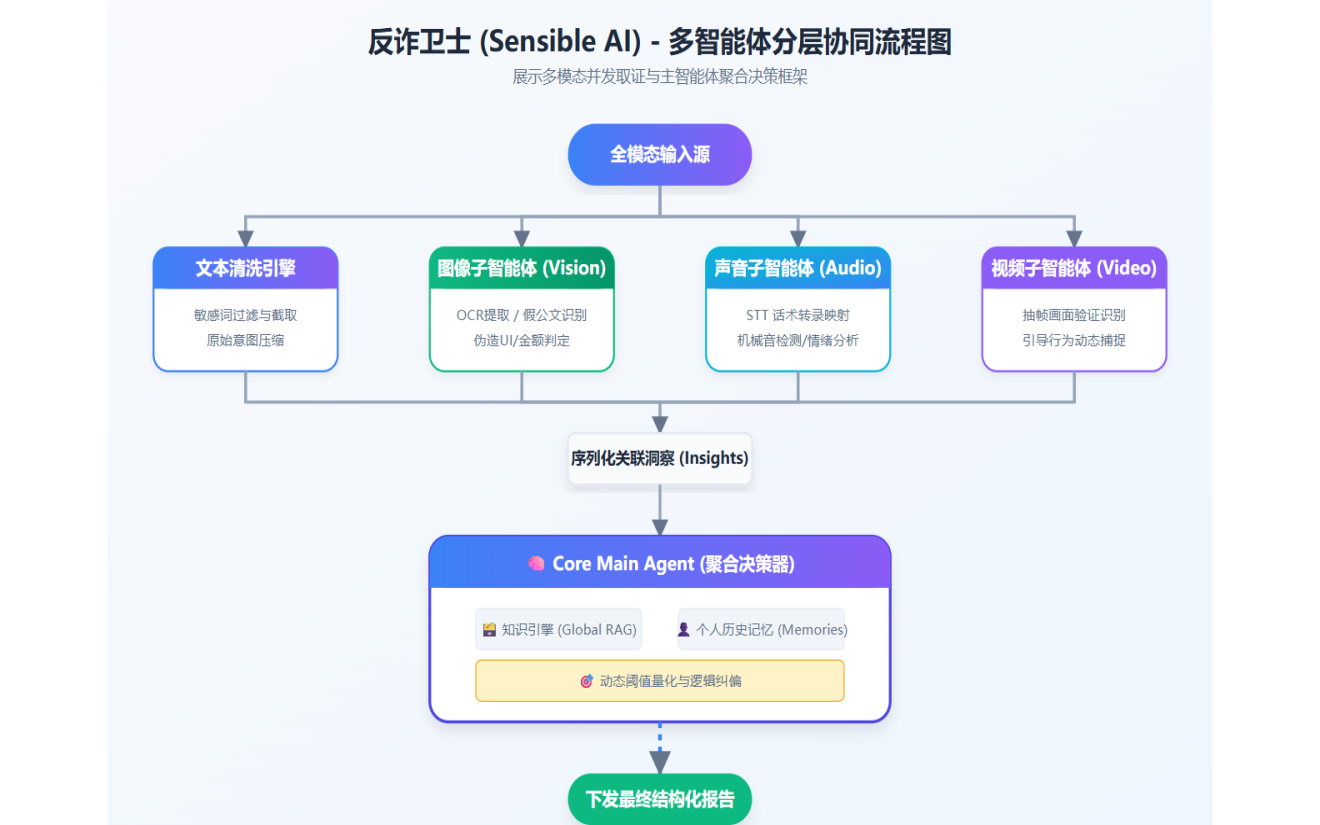 反诈卫士 (Sensible AI) - 多智能体分层协同流程图
展示多模态并发取证与主智能体聚合决策框架
全模态输入源
文本清洗引擎
敏感词过滤与截取
原始意图压缩
图像子智能体 (Vision)
OCR提取 / 假公文识别
伪造UI/金额判定
声音子智能体 (Audio)
STT 话术转录映射
机械音检测/情绪分析
视频子智能体 (Video)
抽帧画面验证识别
引导行为动态捕捉
序列化关联洞察 (Insights)
Core Main Agent (聚合决策器)
知识引擎 (Global RAG)
个人历史记忆 (Memories)
动态阈值量化与逻辑纠偏
下发最终结构化报告